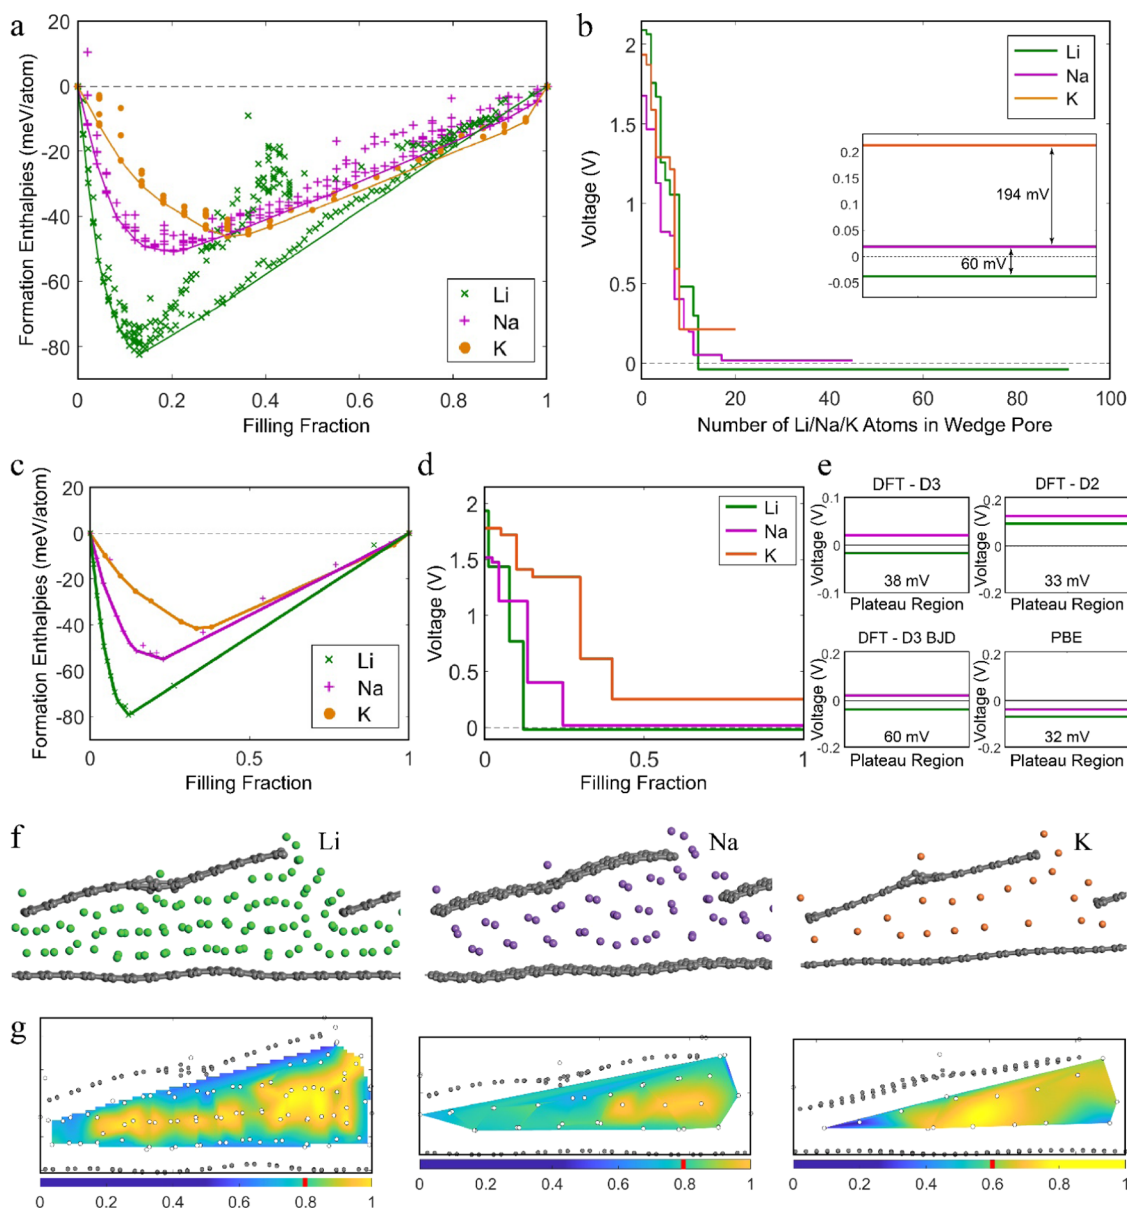 a
20
0
-20
-40
-60
-80
Formation Enthalpies (meV/atom)
Li
Na
K
0
0.2
0.4
0.6
0.8
1
Filling Fraction
b
2
1.5
1
0.5
0
Voltage (V)
Li
Na
K
0.2
0.15
0.1
0.05
0
-0.05
194 mV
60 mV
0
20
40
60
80
100
Number of Li/Na/K Atoms in Wedge Pore
c
20
0
-20
-40
-60
-80
Formation Enthalpies (meV/atom)
Li
Na
K
0
0.5
1
Filling Fraction
d
2
1.5
1
0.5
0
Voltage (V)
Li
Na
K
0
0.5
1
Filling Fraction
e
DFT - D3
0.1
0
-0.1
Voltage (V)
38 mV
Plateau Region
DFT - D2
0.2
0
-0.2
Voltage (V)
33 mV
Plateau Region
DFT - D3 BJD
0.2
0
-0.2
Voltage (V)
60 mV
Plateau Region
PBE
0.2
0
-0.2
Voltage (V)
32 mV
Plateau Region
f
Li
Na
K
g
0 0.2 0.4 0.6 0.8 1
0 0.2 0.4 0.6 0.8 1
0 0.2 0.4 0.6 0.8 1